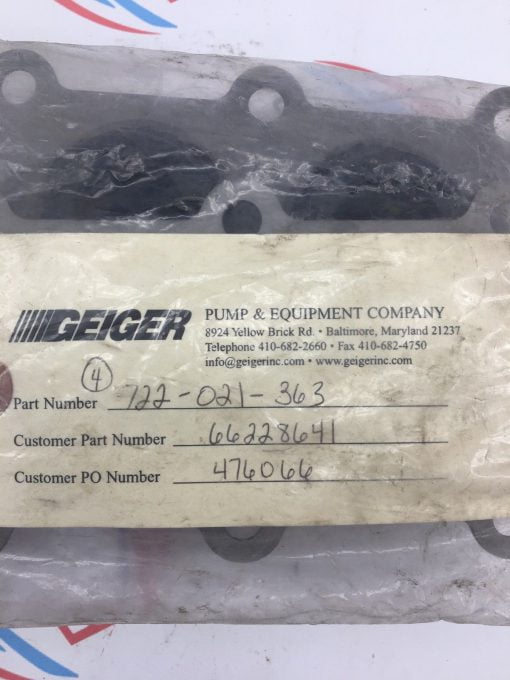 GEIGER PUMP & EQUIPMENT COMPANY
8924 Yellow Brick Rd. • Baltimore, Maryland 21237
Telephone 410-682-2660 • Fax 410-682-4750
info@geigerinc.com • www.geigerinc.com
4
Part Number 722-021-363
Customer Part Number 66228641
Customer PO Number 476066